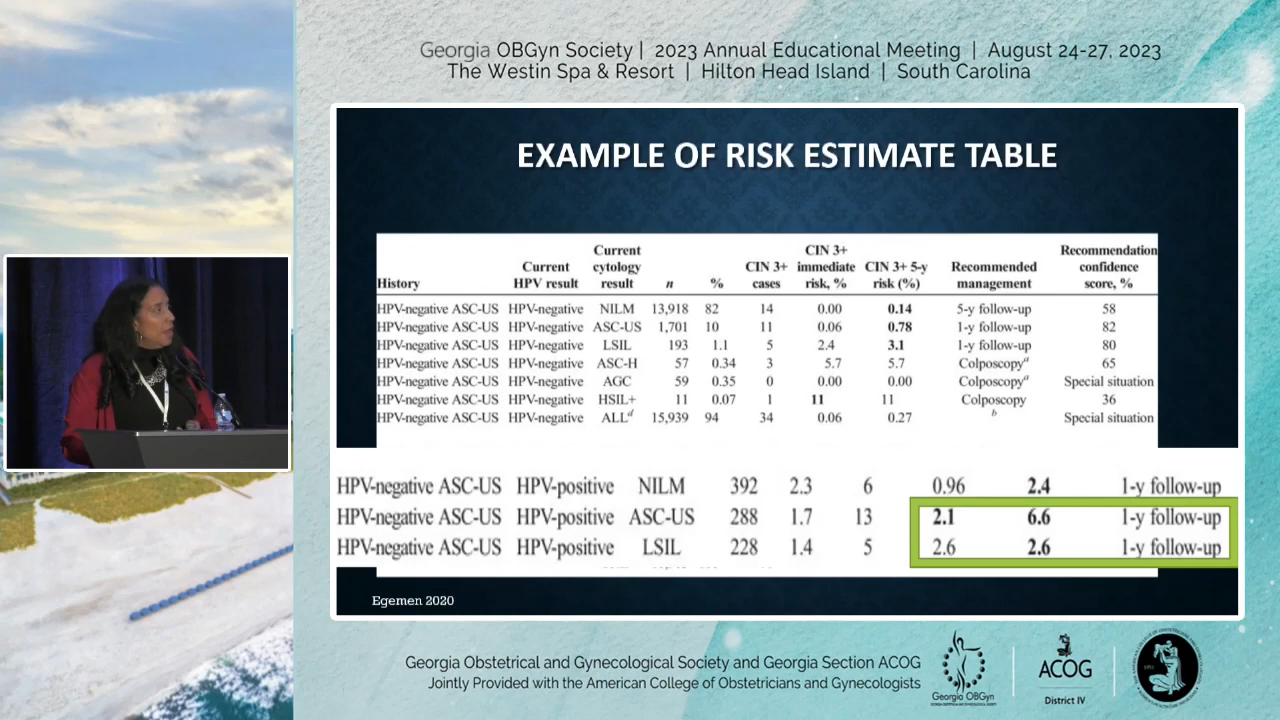 Georgia OBGyn Society | 2023 Annual Educational Meeting | August 24-27, 2023
The Westin Spa & Resort | Hilton Head Island | South Carolina
EXAMPLE OF RISK ESTIMATE TABLE
History Current HPV result Current cytology result n % CIN 3+ cases CIN 3+ immediate risk, % CIN 3+ 5-y risk (%) Recommended management Recommendation confidence score, %
HPV-negative ASC-US HPV-negative NILM 13,918 82 14 0.00 0.14 5-y follow-up 58
HPV-negative ASC-US HPV-negative ASC-US 1,701 10 11 0.06 0.78 1-y follow-up 82
HPV-negative ASC-US HPV-negative LSIL 193 1.1 5 2.4 3.1 1-y follow-up 80
HPV-negative ASC-US HPV-negative ASC-H 57 0.34 3 5.7 5.7 Colposcopya 65
HPV-negative ASC-US HPV-negative AGC 59 0.35 0 0.00 0.00 Colposcopya Special situation
HPV-negative ASC-US HPV-negative HSIL+ 11 0.07 1 11 11 Colposcopy 36
HPV-negative ASC-US HPV-negative ALLd 15,939 94 34 0.06 0.27 b Special situation
HPV-negative ASC-US HPV-positive NILM 392 2.3 6 0.96 2.4 1-y follow-up
HPV-negative ASC-US HPV-positive ASC-US 288 1.7 13 2.1 6.6 1-y follow-up
HPV-negative ASC-US HPV-positive LSIL 228 1.4 5 2.6 2.6 1-y follow-up
Egemen 2020
Georgia Obstetrical and Gynecological Society and Georgia Section ACOG
Jointly Provided with the American College of Obstetricians and Gynecologists
Georgia OBGyn
ACOG
District IV